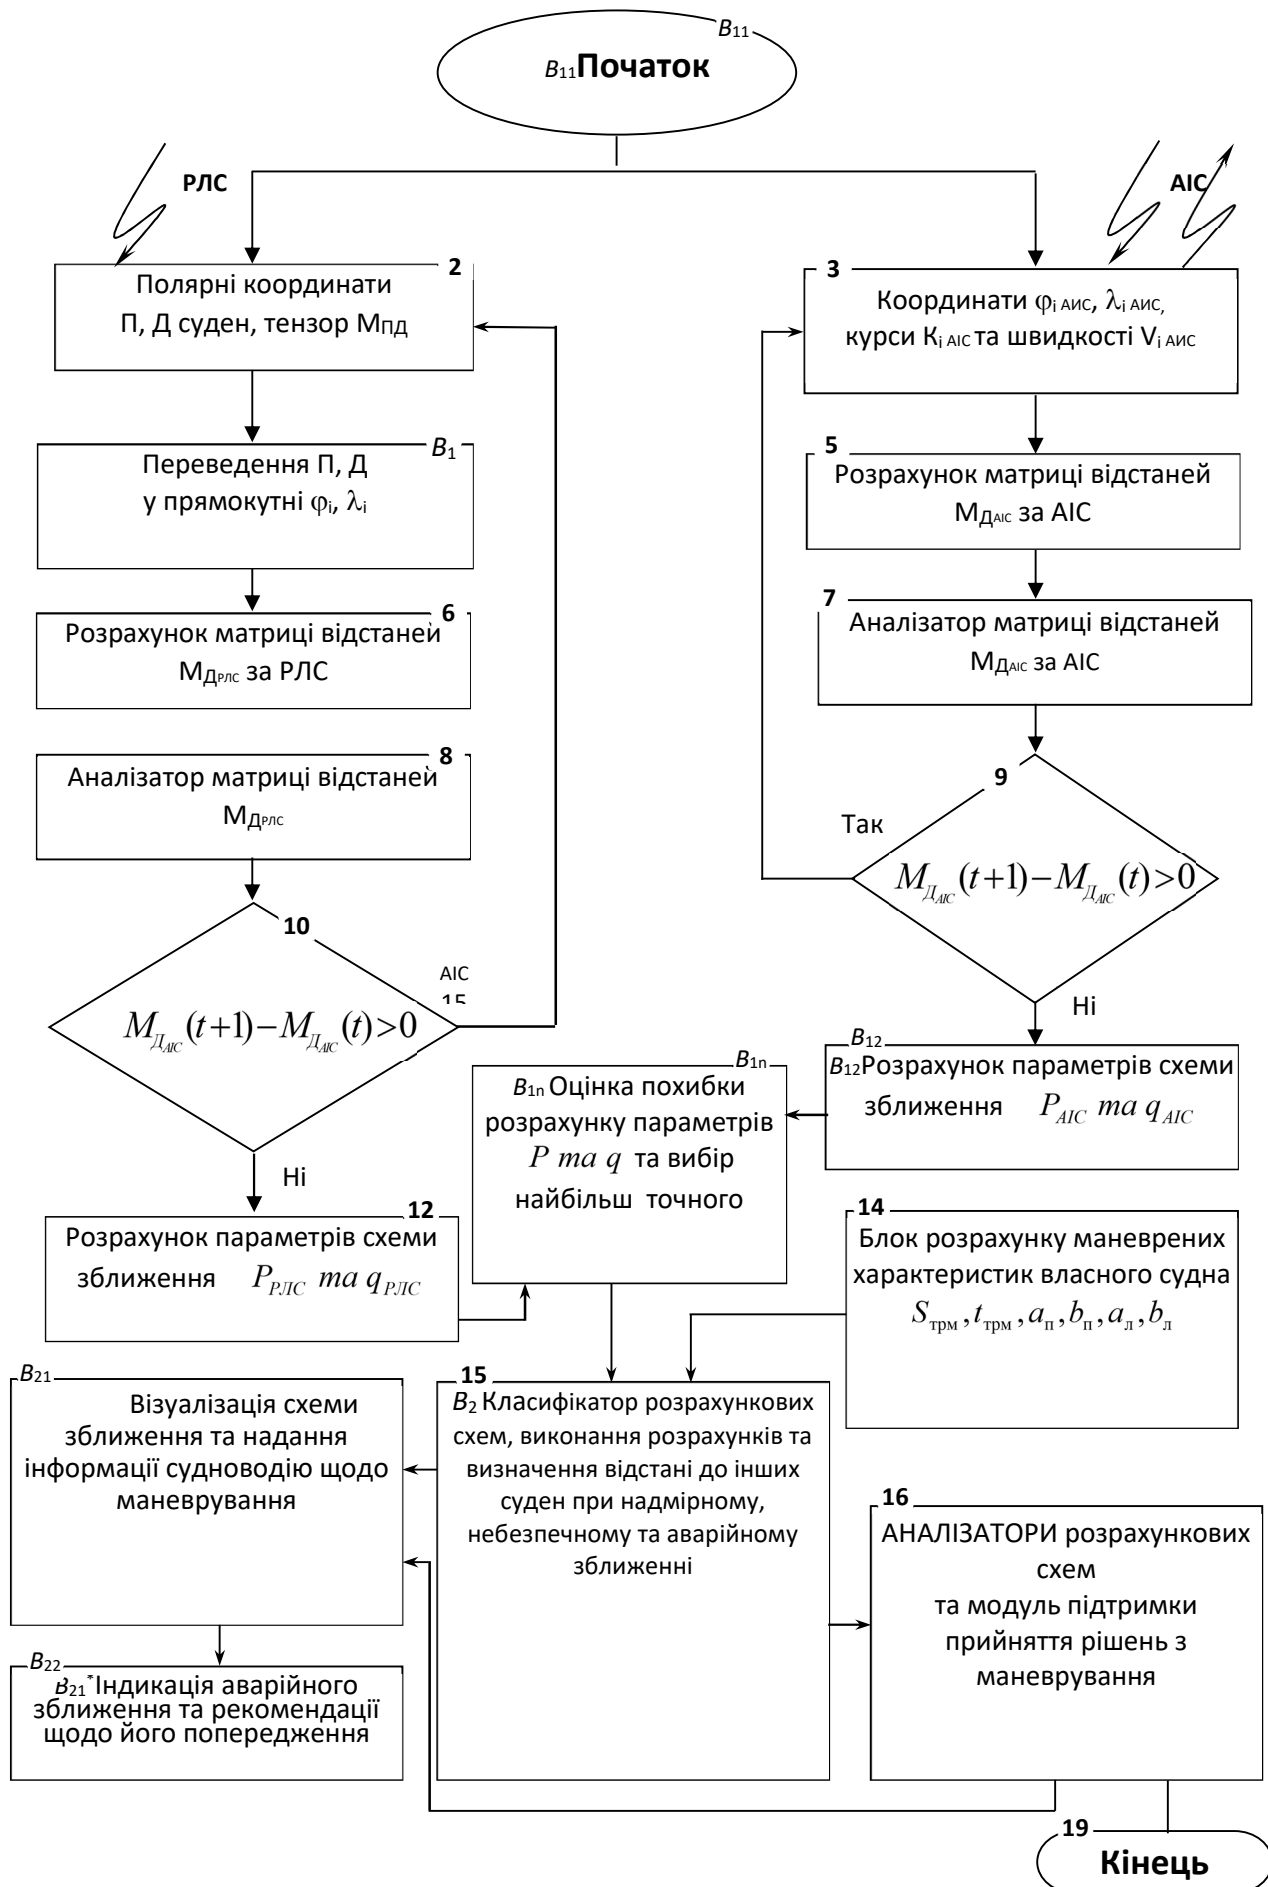 B11
B11Початок
РЛС
АІС
2
Полярні координати
П, Д суден, тензор МПД
3
Координати φi АИС, λi АИС,
курси Кi АІС та швидкості Vi АИС
B1
Переведення П, Д
у прямокутні φi, λi
5
Розрахунок матриці відстаней
МДАІС за АІС
6
Розрахунок матриці відстаней
МДРЛС за РЛС
7
Аналізатор матриці відстаней
МДАІС за АІС
8
Аналізатор матриці відстаней
МДРЛС
9
Так
MДАІС(t+1)−MДАІС(t)>0
Ні
10
АІС
15
MДАІС(t+1)−MДАІС(t)>0
Ні
B12
B12Розрахунок параметрів схеми
зближення PАІС та qАІС
B1n
B1n Оцінка похибки
розрахунку параметрів
P та q та вибір
найбільш точного
12
Розрахунок параметрів схеми
зближення PРЛС та qРЛС
14
Блок розрахунку маневрених
характеристик власного судна
Sтрм, tтрм, aп, bп, aл, bл
B21
Візуалізація схеми
зближення та надання
інформації судноводію щодо
маневрування
15
B2 Класифікатор розрахункових
схем, виконання розрахунків та
визначення відстані до інших
суден при надмірному,
небезпечному та аварійному
зближенні
16
АНАЛІЗАТОРИ розрахункових
схем
та модуль підтримки
прийняття рішень з
маневрування
B22
B21*Індикація аварійного
зближення та рекомендації
щодо його попередження
19
Кінець